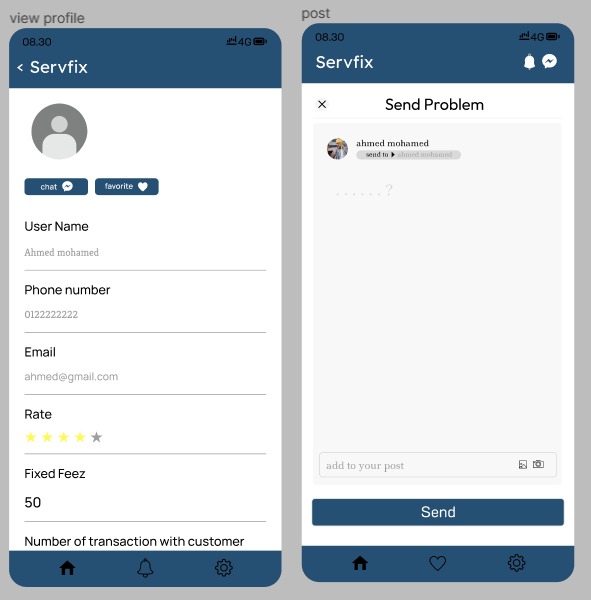 view profile
08.30 4G
< Servfix
chat
favorite
User Name
Ahmed mohamed
Phone number
0122222222
Email
ahmed@gmail.com
Rate
Fixed Feez
50
Number of transaction with customer
post
08.30 4G
Servfix
× Send Problem
ahmed mohamed
send to ahmed mohamed
. . . . . . ?
add to your post
Send